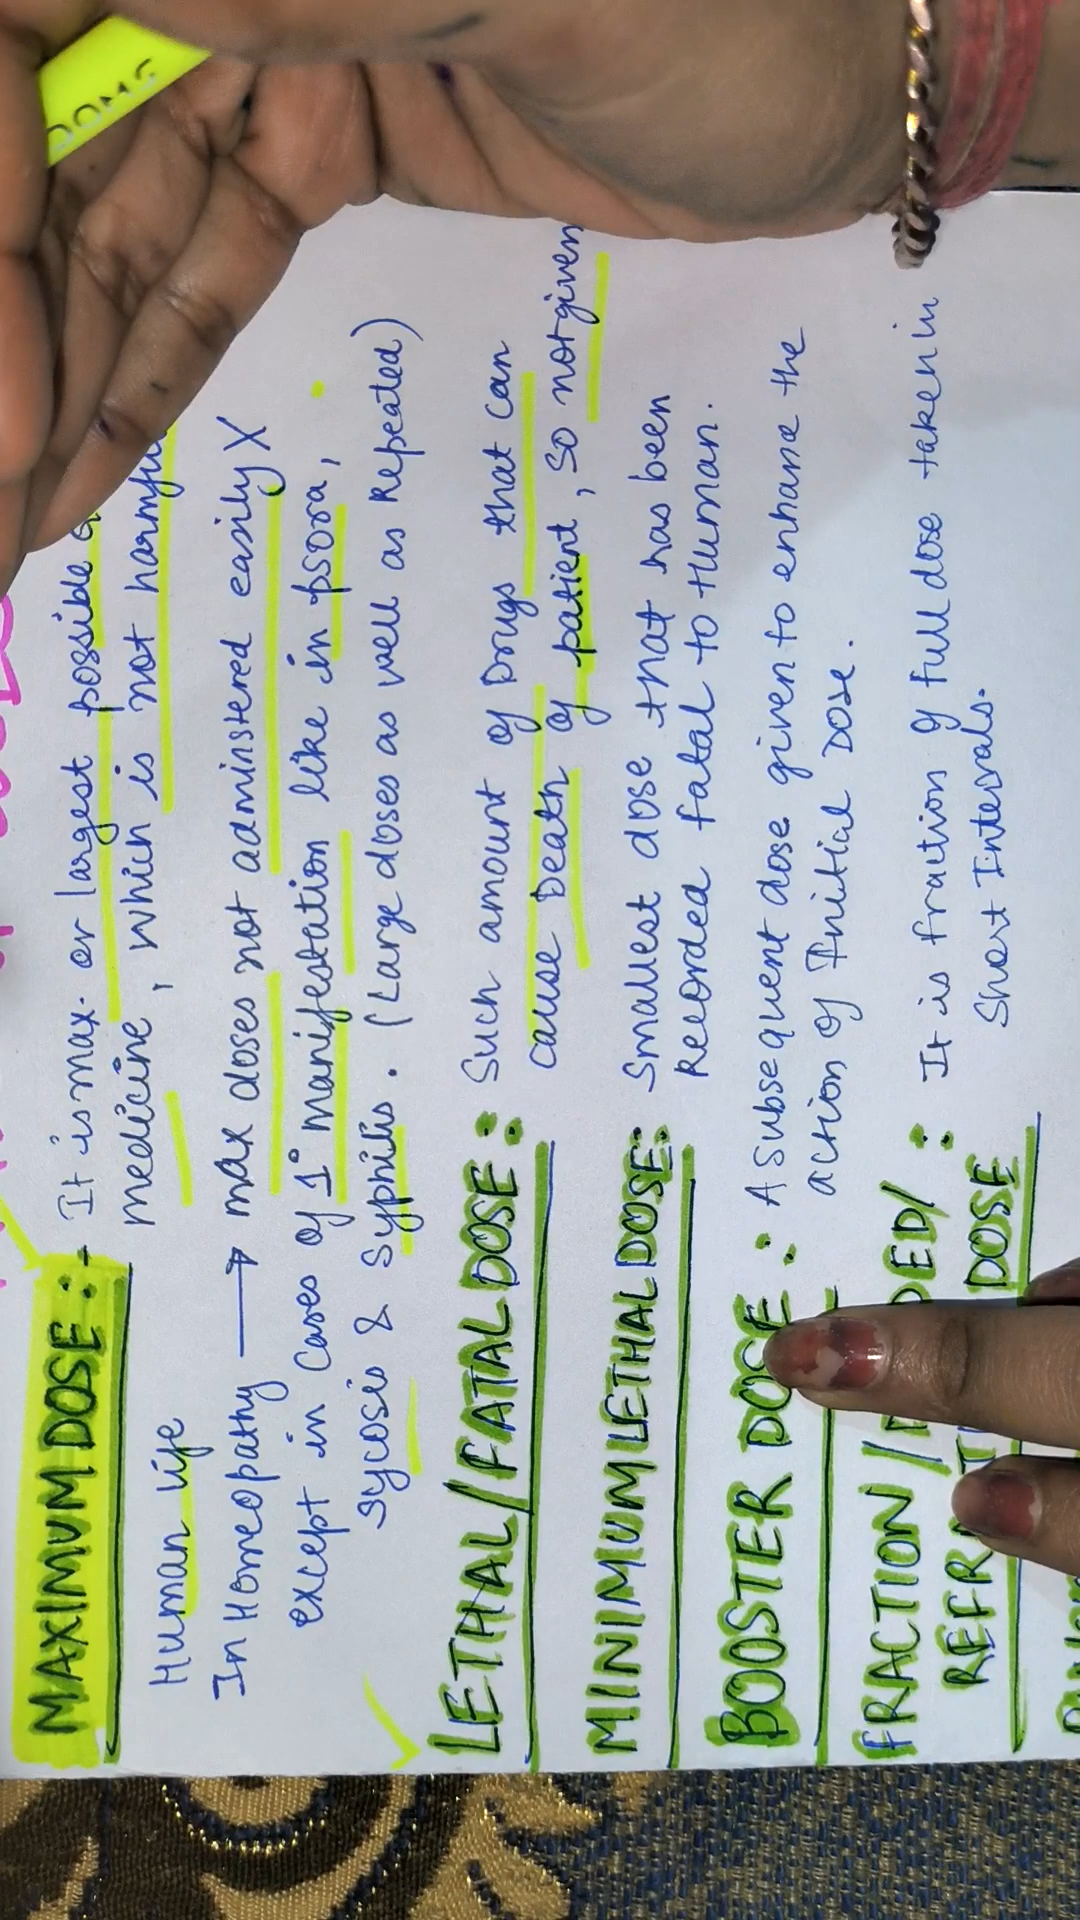 MAXIMUM DOSE :- It is max. or largest possible
medicine, which is not harmful
Human life
In Homeopathy → max doses not administered easily X
except in cases of 1° manifestation like in psora,
sycosis & syphilis. (Large doses as well as Repeated)
LETHAL/FATAL DOSE : Such amount of Drugs that can
cause Death of patient, so not given
MINIMUM LETHAL DOSE: Smallest dose that has been
Recorded fatal to Human.
BOOSTER DOSE : A subsequent dose given to enhance the
action of Initial Dose.
FRACTION / DED/ : It is fraction of full dose taken in
REFR DOSE Short Intervals.